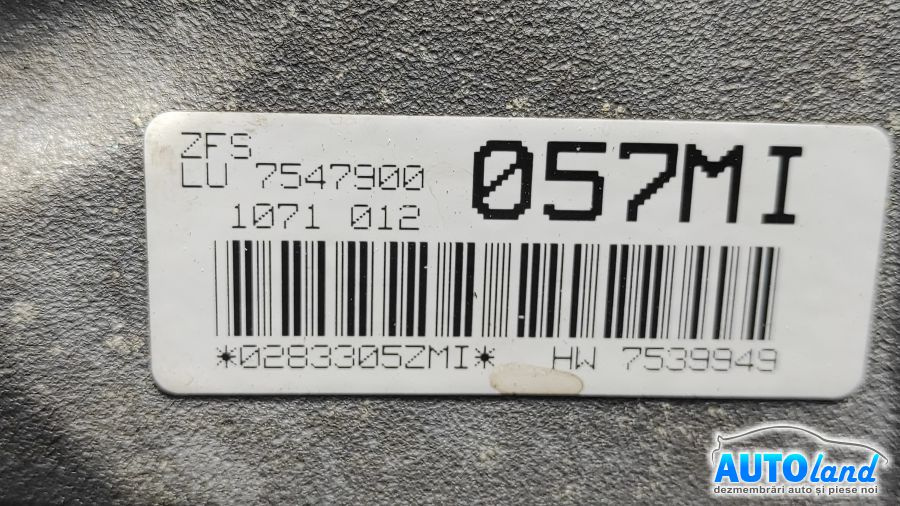 ZFS
LU 7547900
1071 012
057MI
*0283305ZMI* HW 7539949
AUTOland
dezmembrări auto și piese noi